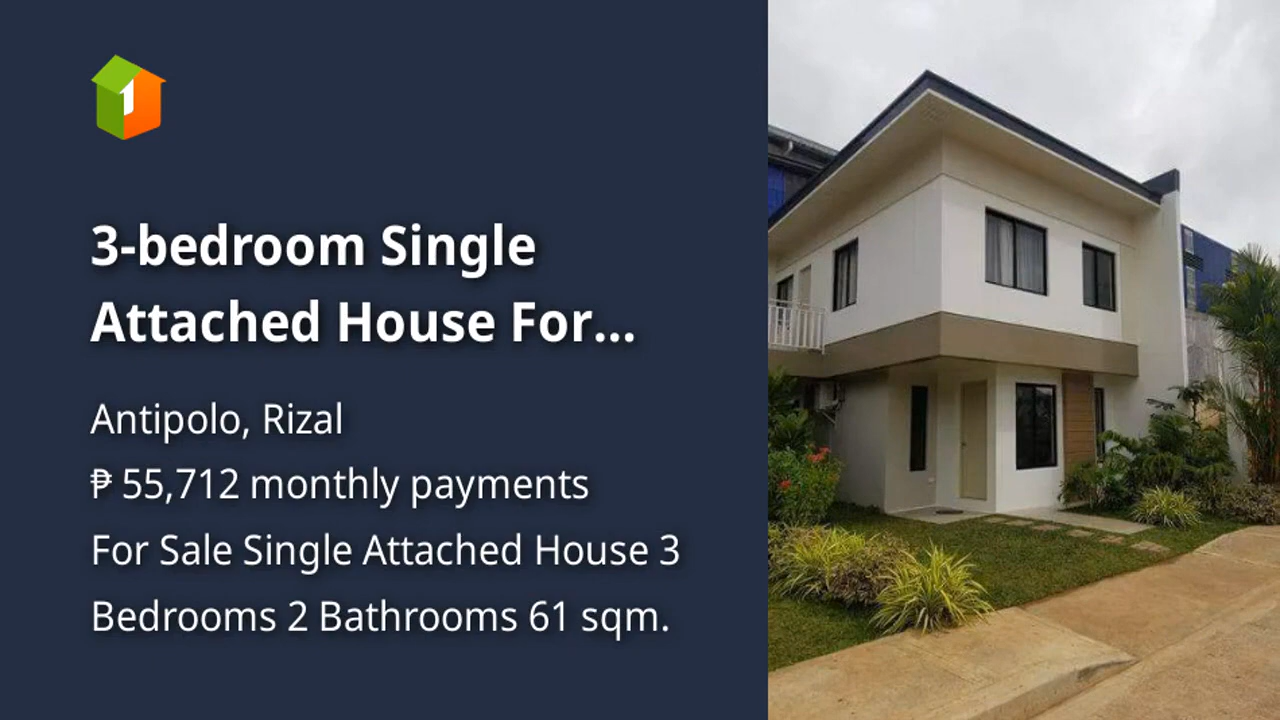 3-bedroom Single
Attached House For...
Antipolo, Rizal
₱ 55,712 monthly payments
For Sale Single Attached House 3
Bedrooms 2 Bathrooms 61 sqm.